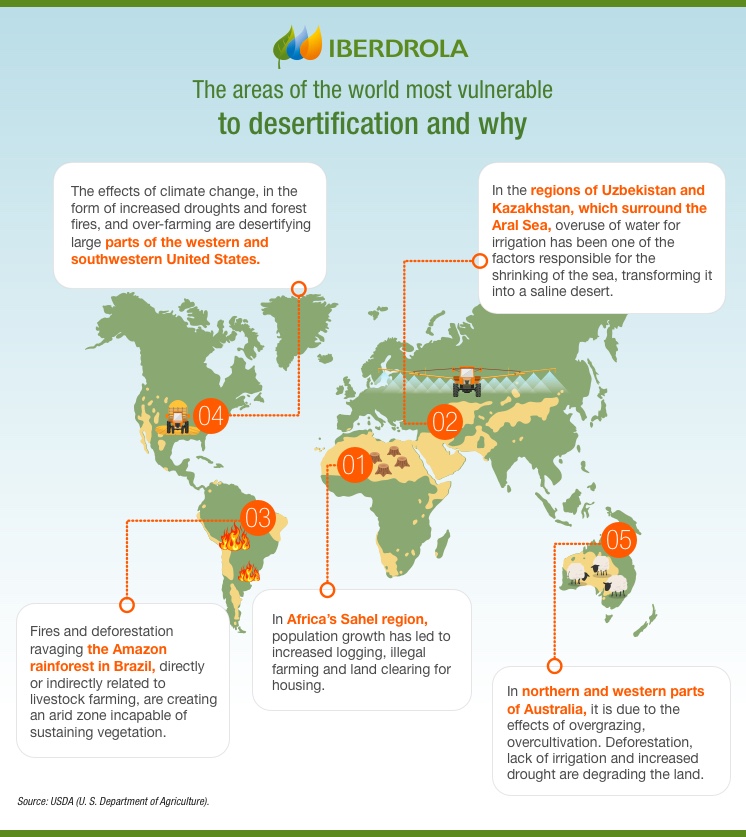 IBERDROLA
The areas of the world most vulnerable
to desertification and why
The effects of climate change, in the
form of increased droughts and forest
fires, and over-farming are desertifying
large parts of the western and
southwestern United States.
In the regions of Uzbekistan and
Kazakhstan, which surround the
Aral Sea, overuse of water for
irrigation has been one of the
factors responsible for the
shrinking of the sea, transforming it
into a saline desert.
04
02
01
03
05
Fires and deforestation
ravaging the Amazon
rainforest in Brazil, directly
or indirectly related to
livestock farming, are creating
an arid zone incapable of
sustaining vegetation.
In Africa's Sahel region,
population growth has led to
increased logging, illegal
farming and land clearing for
housing.
In northern and western parts
of Australia, it is due to the
effects of overgrazing,
overcultivation. Deforestation,
lack of irrigation and increased
drought are degrading the land.
Source: USDA (U. S. Department of Agriculture).